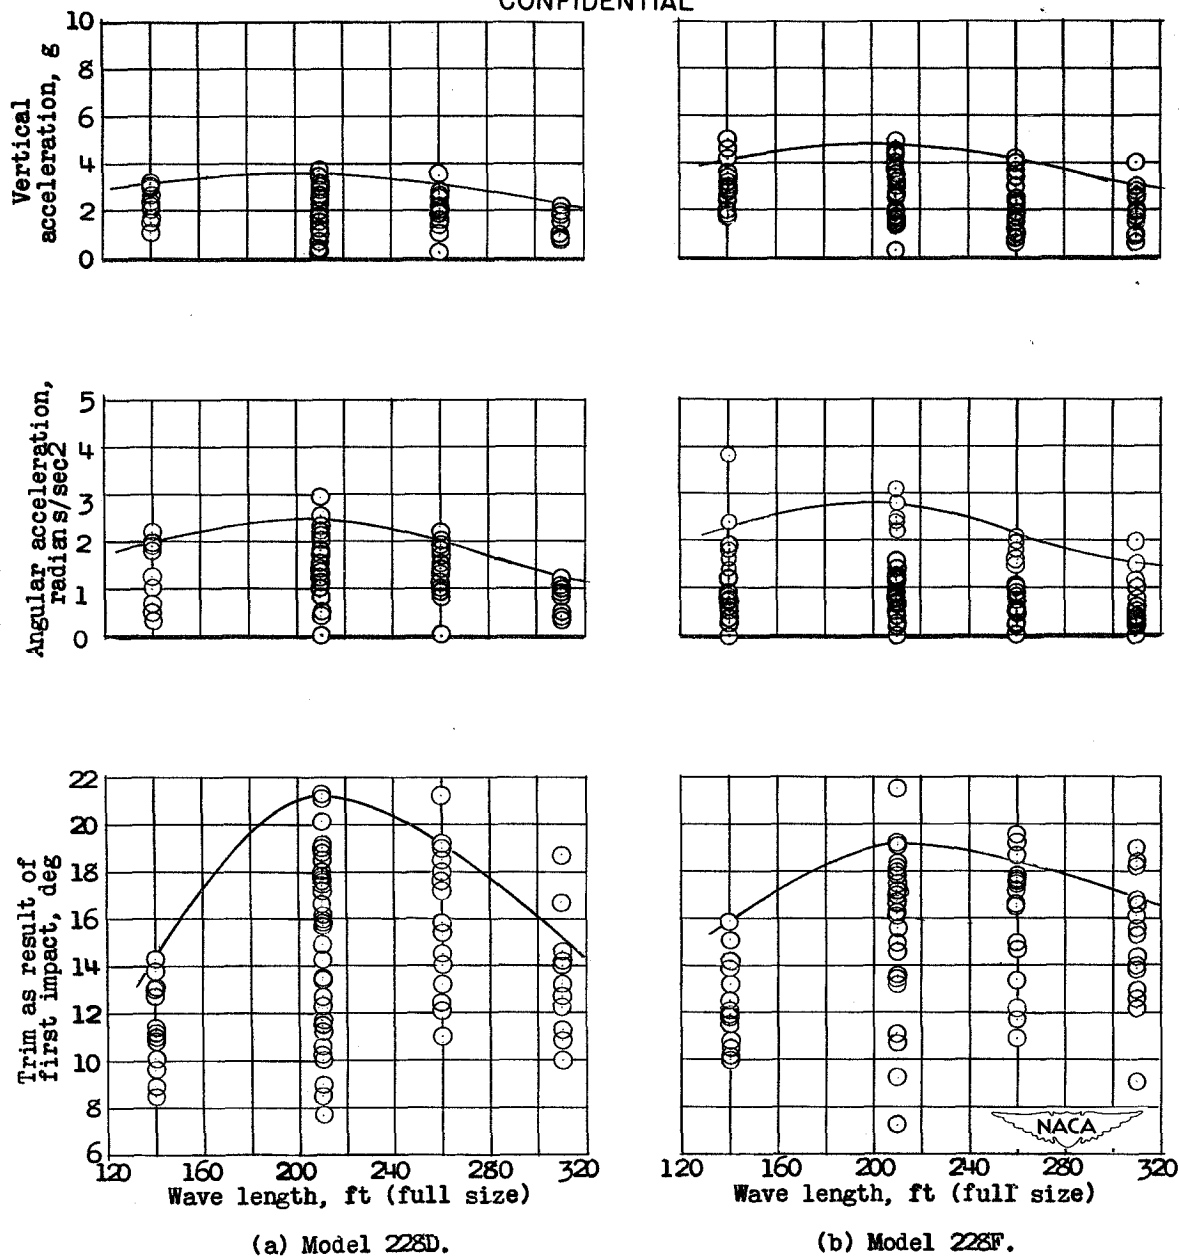 CONFIDENTIAL
Vertical
acceleration, g
10
8
6
4
2
0
Angular acceleration,
radians/sec2
5
4
3
2
1
0
Trim as result of
first impact, deg
22
20
18
16
14
12
10
8
6
120 160 200 240 280 320
Wave length, ft (full size)
(a) Model 228D.
NACA
120 160 200 240 280 320
Wave length, ft (full size)
(b) Model 228F.